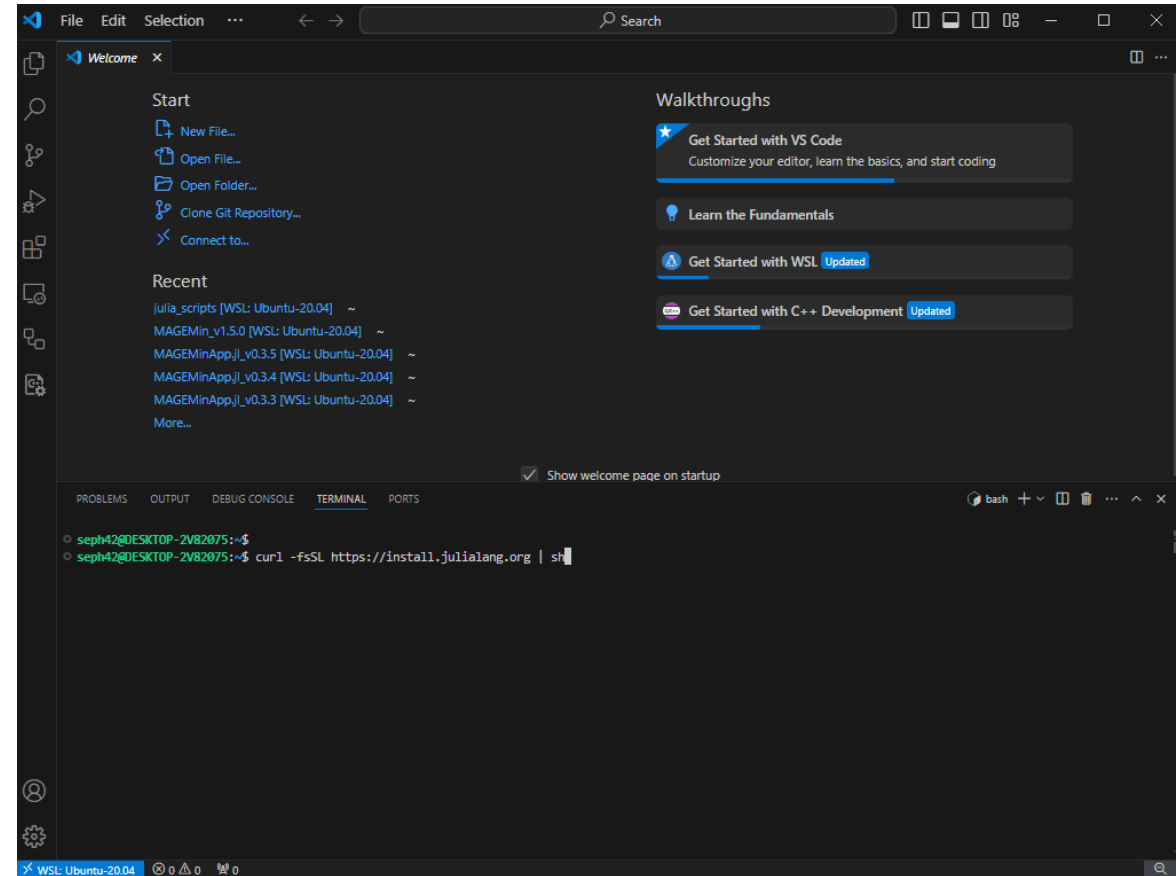 File Edit Selection ··· Search
Welcome
Start
New File...
Open File...
Open Folder...
Clone Git Repository...
Connect to...
Recent
julia_scripts [WSL: Ubuntu-20.04] ~
MAGEMin_v1.5.0 [WSL: Ubuntu-20.04] ~
MAGEMinApp.jl_v0.3.5 [WSL: Ubuntu-20.04] ~
MAGEMinApp.jl_v0.3.4 [WSL: Ubuntu-20.04] ~
MAGEMinApp.jl_v0.3.3 [WSL: Ubuntu-20.04] ~
More...
Walkthroughs
Get Started with VS Code
Customize your editor, learn the basics, and start coding
Learn the Fundamentals
Get Started with WSL Updated
Get Started with C++ Development Updated
Show welcome page on startup
PROBLEMS OUTPUT DEBUG CONSOLE TERMINAL PORTS bash
seph42@DESKTOP-2V82075:~$
seph42@DESKTOP-2V82075:~$ curl -fsSL https://install.julialang.org | sh
WSL: Ubuntu-20.04 0 0 0